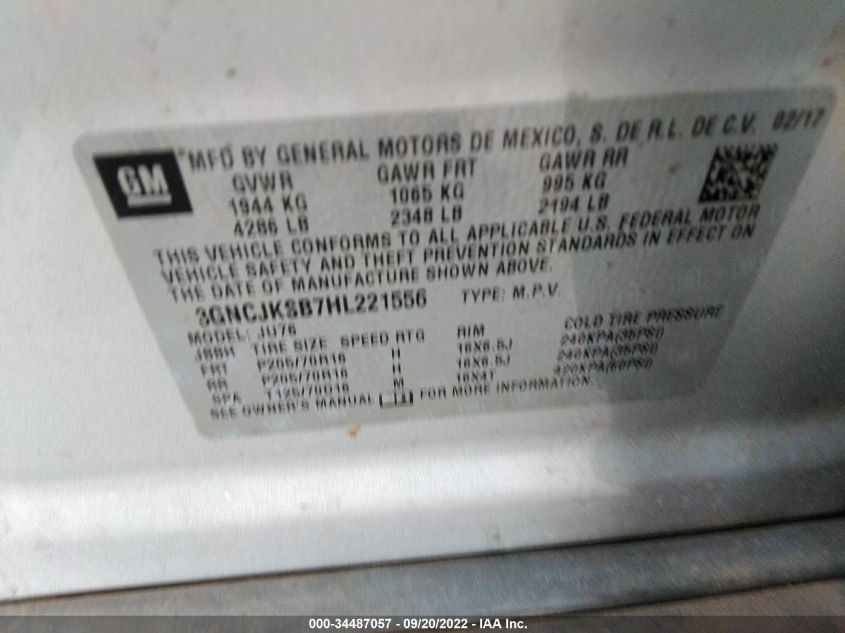 GM
*MFD BY GENERAL MOTORS DE MEXICO, S. DE R.L. DE C.V. 02/17
GVWR GAWR FRT GAWR RR
1944 KG 1065 KG 995 KG
4286 LB 2348 LB 2194 LB
THIS VEHICLE CONFORMS TO ALL APPLICABLE U.S. FEDERAL MOTOR
VEHICLE SAFETY AND THEFT PREVENTION STANDARDS IN EFFECT ON
THE DATE OF MANUFACTURE SHOWN ABOVE.
3GNCJKSB7HL221556 TYPE: M.P.V.
MODEL: JU76
JBBH TIRE SIZE SPEED RTG RIM COLD TIRE PRESSURE
FRT P205/70R16 H 16X6.5J 240KPA(35PSI)
RR P205/70R16 H 16X6.5J 240KPA(35PSI)
SPA T125/70D16 M 16X4T 420KPA(60PSI)
SEE OWNER'S MANUAL FOR MORE INFORMATION.
000-34487057 - 09/20/2022 - IAA Inc.